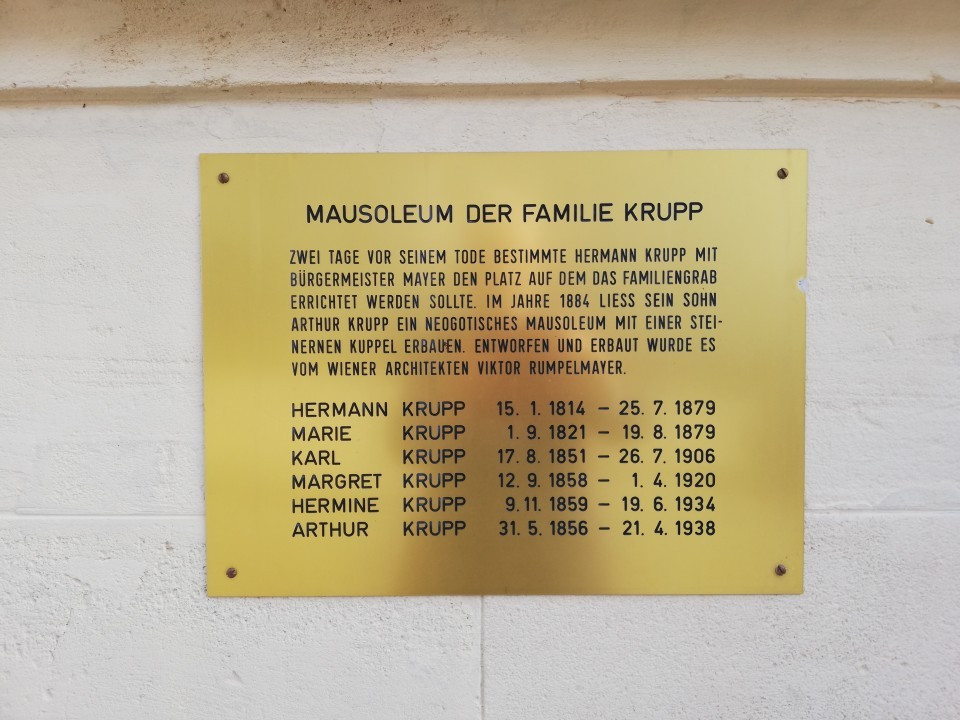 MAUSOLEUM DER FAMILIE KRUPP
ZWEI TAGE VOR SEINEM TODE BESTIMMTE HERMANN KRUPP MIT
BÜRGERMEISTER MAYER DEN PLATZ AUF DEM DAS FAMILIENGRAB
ERRICHTET WERDEN SOLLTE. IM JAHRE 1884 LIESS SEIN SOHN
ARTHUR KRUPP EIN NEOGOTISCHES MAUSOLEUM MIT EINER STEI-
NERNEN KUPPEL ERBAUEN. ENTWORFEN UND ERBAUT WURDE ES
VOM WIENER ARCHITEKTEN VIKTOR RUMPELMAYER.
HERMANN KRUPP 15. 1. 1814 – 25. 7. 1879
MARIE KRUPP 1. 9. 1821 – 19. 8. 1879
KARL KRUPP 17. 8. 1851 – 26. 7. 1906
MARGRET KRUPP 12. 9. 1858 – 1. 4. 1920
HERMINE KRUPP 9. 11. 1859 – 19. 6. 1934
ARTHUR KRUPP 31. 5. 1856 – 21. 4. 1938